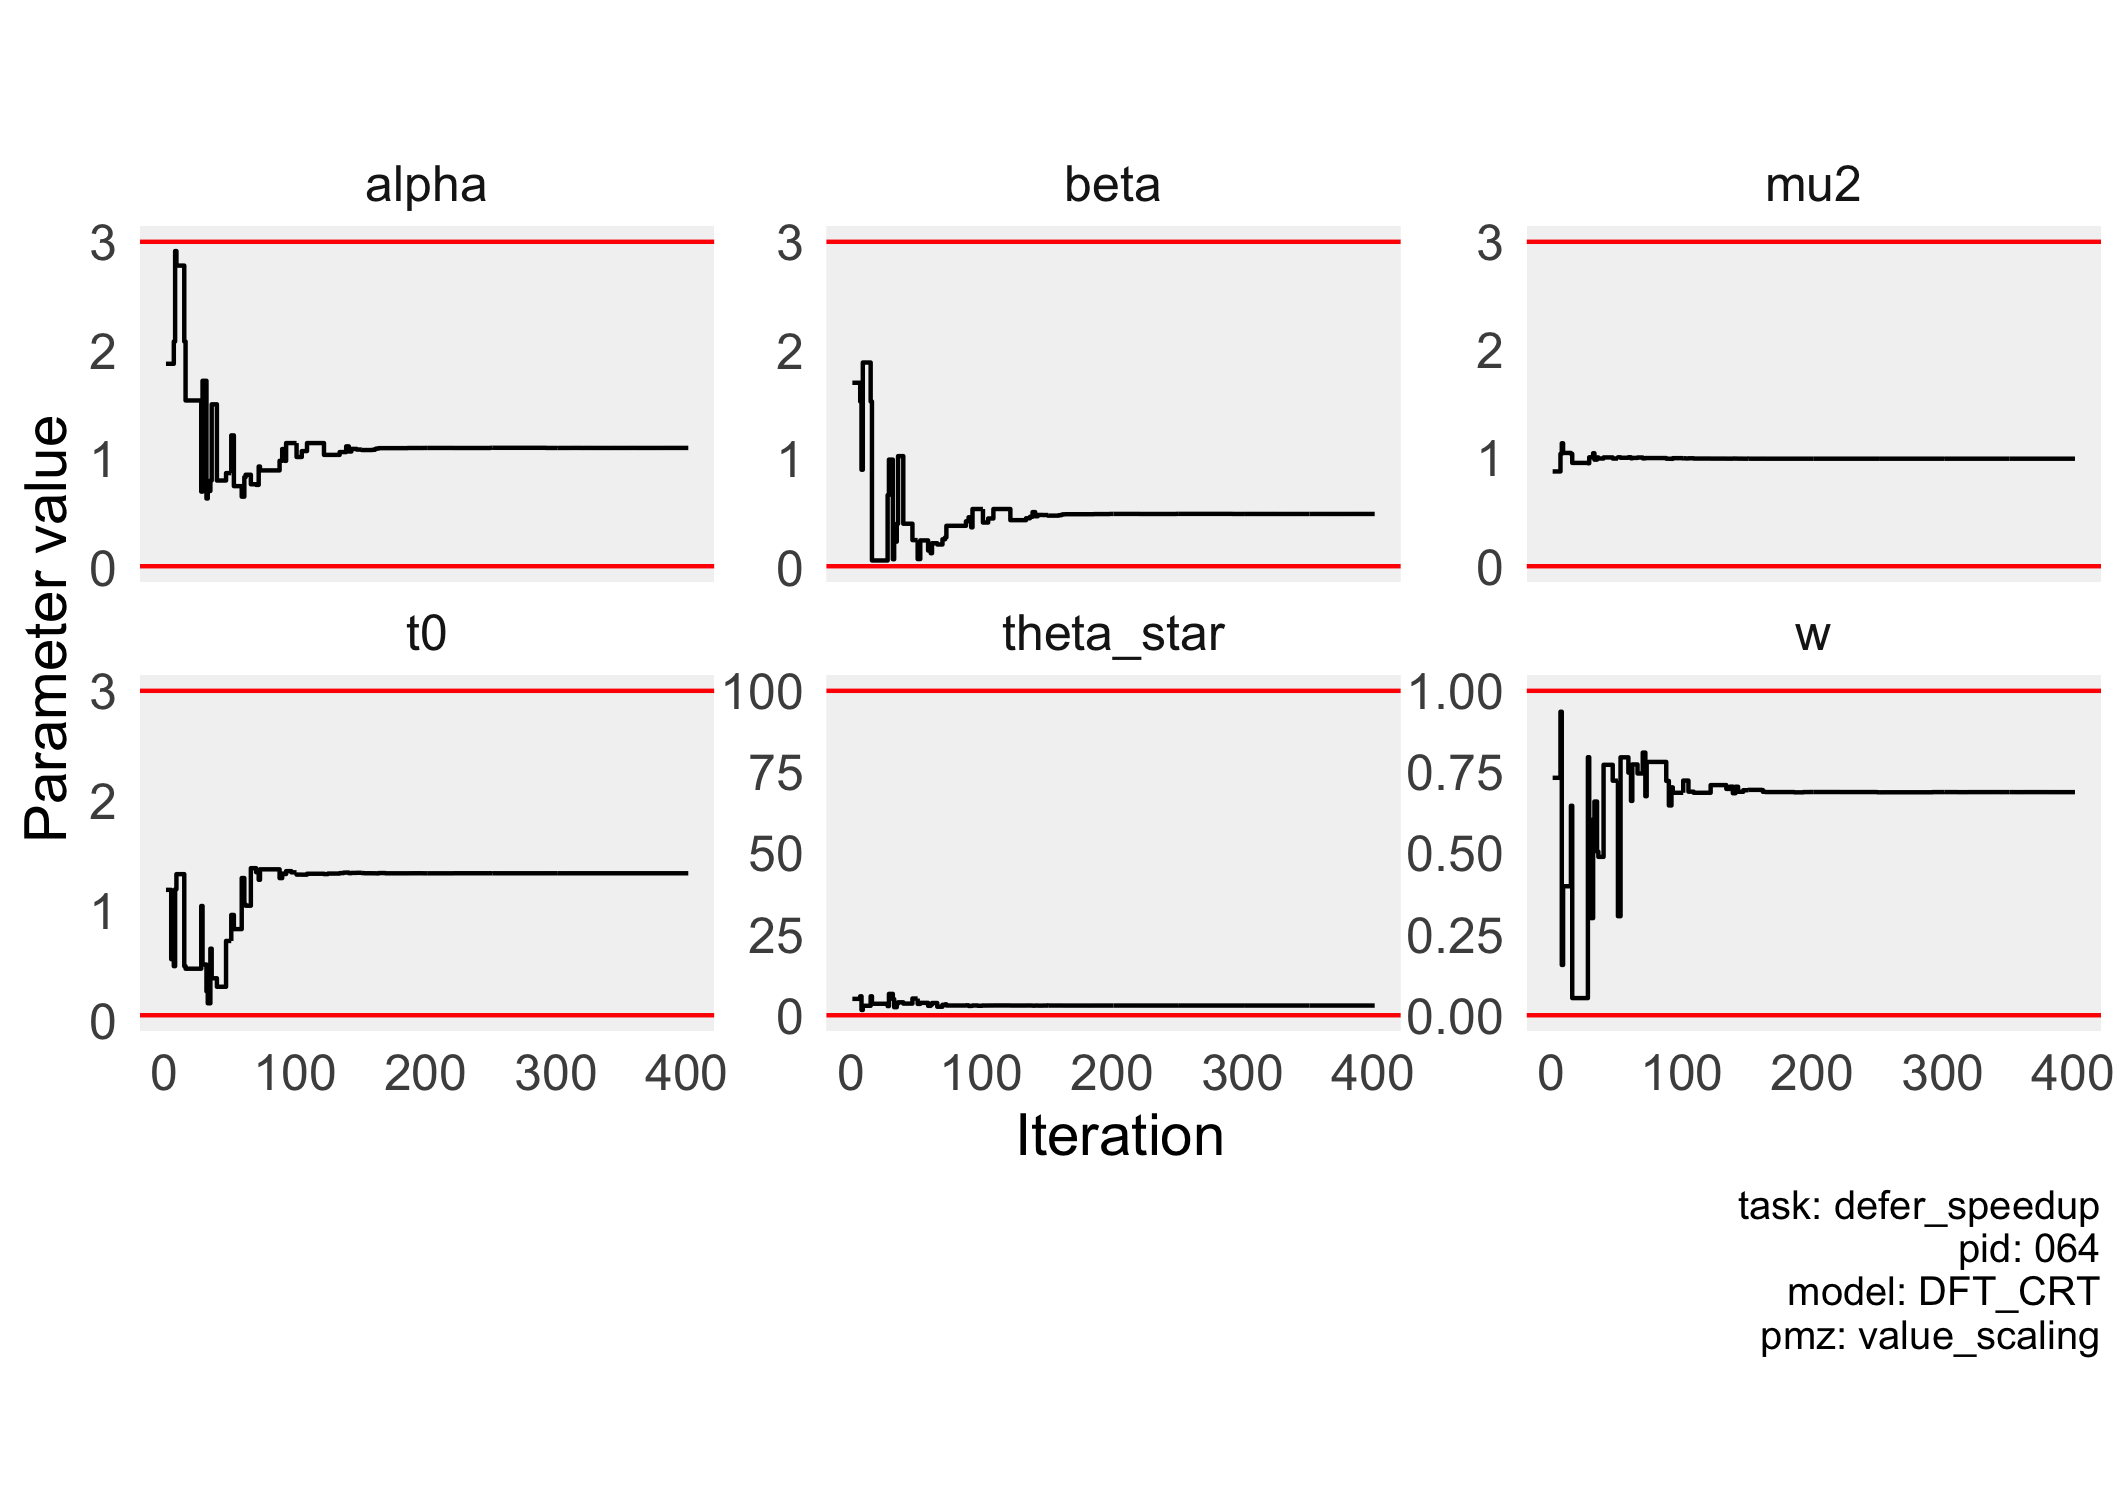 alpha
beta
mu2
3
2
1
0
3
2
1
0
3
2
1
0
t0
theta_star
w
3
2
1
0
100
75
50
25
0
1.00
0.75
0.50
0.25
0.00
0 100 200 300 400
0 100 200 300 400
0 100 200 300 400
Parameter value
Iteration
task: defer_speedup
pid: 064
model: DFT_CRT
pmz: value_scaling